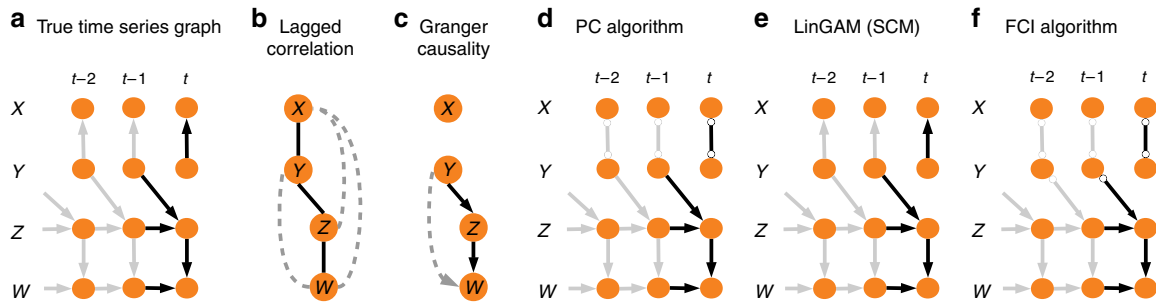 a True time series graph
t–2 t–1 t
X
Y
Z
W
b Lagged
correlation
X
Y
Z
W
c Granger
causality
X
Y
Z
W
d PC algorithm
t–2 t–1 t
X
Y
Z
W
e LinGAM (SCM)
t–2 t–1 t
X
Y
Z
W
f FCI algorithm
t–2 t–1 t
X
Y
Z
W